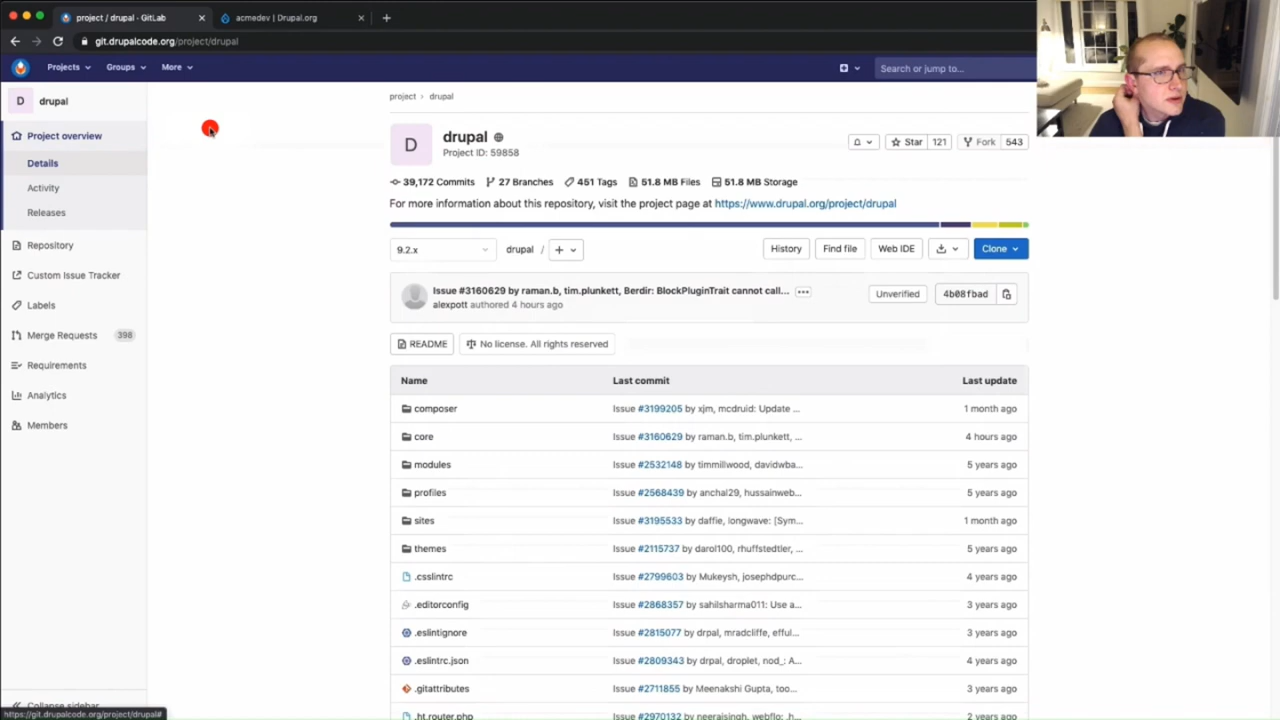 project / drupal · GitLab
acmedev | Drupal.org
git.drupalcode.org/project/drupal
Projects Groups More
Search or jump to...
D drupal
project › drupal
Project overview
Details
Activity
Releases
Repository
Custom Issue Tracker
Labels
Merge Requests 398
Requirements
Analytics
Members
Collapse sidebar
https://git.drupalcode.org/project/drupal#
D
drupal
Project ID: 59858
Star 121
Fork 543
39,172 Commits 27 Branches 451 Tags 51.8 MB Files 51.8 MB Storage
For more information about this repository, visit the project page at https://www.drupal.org/project/drupal
9.2.x drupal / + History Find file Web IDE Clone
Issue #3160629 by raman.b, tim.plunkett, Berdir: BlockPluginTrait cannot call...
alexpott authored 4 hours ago
Unverified 4b08fbad
README No license. All rights reserved
Name Last commit Last update
composer Issue #3199205 by xjm, mcdruid: Update ... 1 month ago
core Issue #3160629 by raman.b, tim.plunkett, ... 4 hours ago
modules Issue #2532148 by timmillwood, davidwba... 5 years ago
profiles Issue #2568439 by anchal29, hussainweb... 5 years ago
sites Issue #3195533 by daffie, longwave: [Sym... 1 month ago
themes Issue #2115737 by darol100, rhuffstedtler, ... 5 years ago
.csslintrc Issue #2799603 by Mukeysh, josephdpurc... 4 years ago
.editorconfig Issue #2868357 by sahilsharma011: Use a... 3 years ago
.eslintignore Issue #2815077 by drpal, mradcliffe, efful... 3 years ago
.eslintrc.json Issue #2809343 by drpal, droplet, nod_: A... 4 years ago
.gitattributes Issue #2711855 by Meenakshi Gupta, too... 3 years ago
.ht.router.php Issue #2970132 by neerajsingh, webflo, .h... 2 years ago